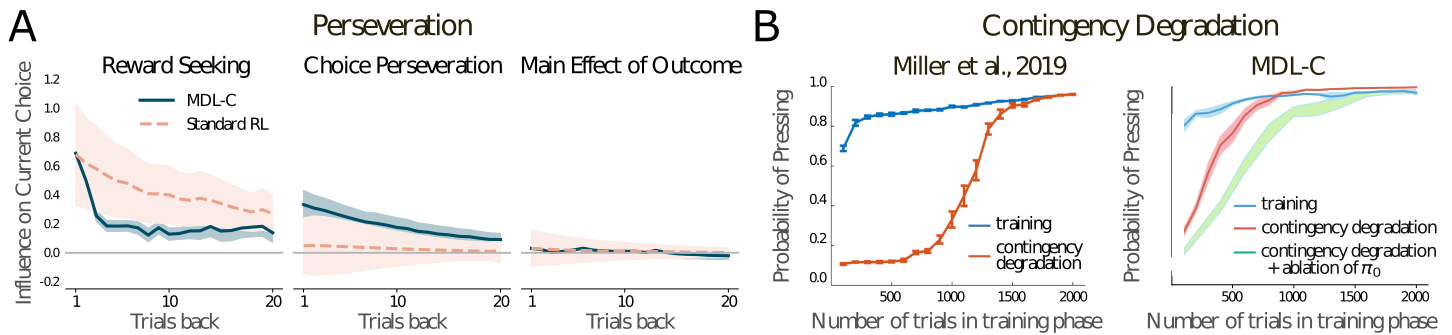 A
Perseveration
Reward Seeking
Choice Perseveration
Main Effect of Outcome
Influence on Current Choice
1.2
1.0
0.8
0.6
0.4
0.2
0.0
-0.2
MDL-C
Standard RL
1 10 20
1 10 20
1 10 20
Trials back
Trials back
Trials back
B
Contingency Degradation
Miller et al., 2019
Probability of Pressing
1.0
0.8
0.6
0.4
0.2
0.0
training
contingency
degradation
500 1000 1500 2000
Number of trials in training phase
MDL-C
Probability of Pressing
training
contingency degradation
contingency degradation
+ ablation of π₀
500 1000 1500 2000
Number of trials in training phase